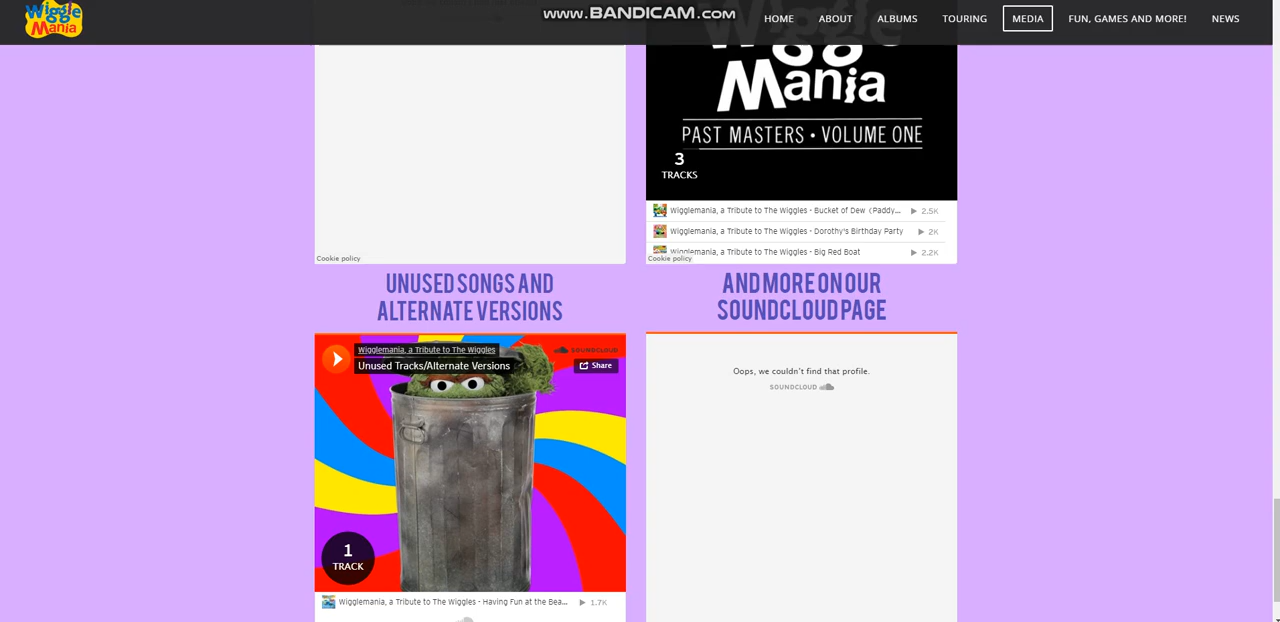 Wiggle
Mania
www.BANDICAM.com
HOME ABOUT ALBUMS TOURING MEDIA FUN, GAMES AND MORE! NEWS
Wiggle
Mania
PAST MASTERS • VOLUME ONE
3
TRACKS
Wigglemania, a Tribute to The Wiggles - Bucket of Dew (Paddy... 2.5K
Wigglemania, a Tribute to The Wiggles - Dorothy's Birthday Party 2K
Wigglemania, a Tribute to The Wiggles - Big Red Boat 2.2K
Cookie policy
Cookie policy
UNUSED SONGS AND
ALTERNATE VERSIONS
AND MORE ON OUR
SOUNDCLOUD PAGE
Wigglemania, a Tribute to The Wiggles
Unused Tracks/Alternate Versions
SOUNDCLOUD
Share
1
TRACK
Wigglemania, a Tribute to The Wiggles - Having Fun at the Bea... 1.7K
Oops, we couldn't find that profile.
SOUNDCLOUD